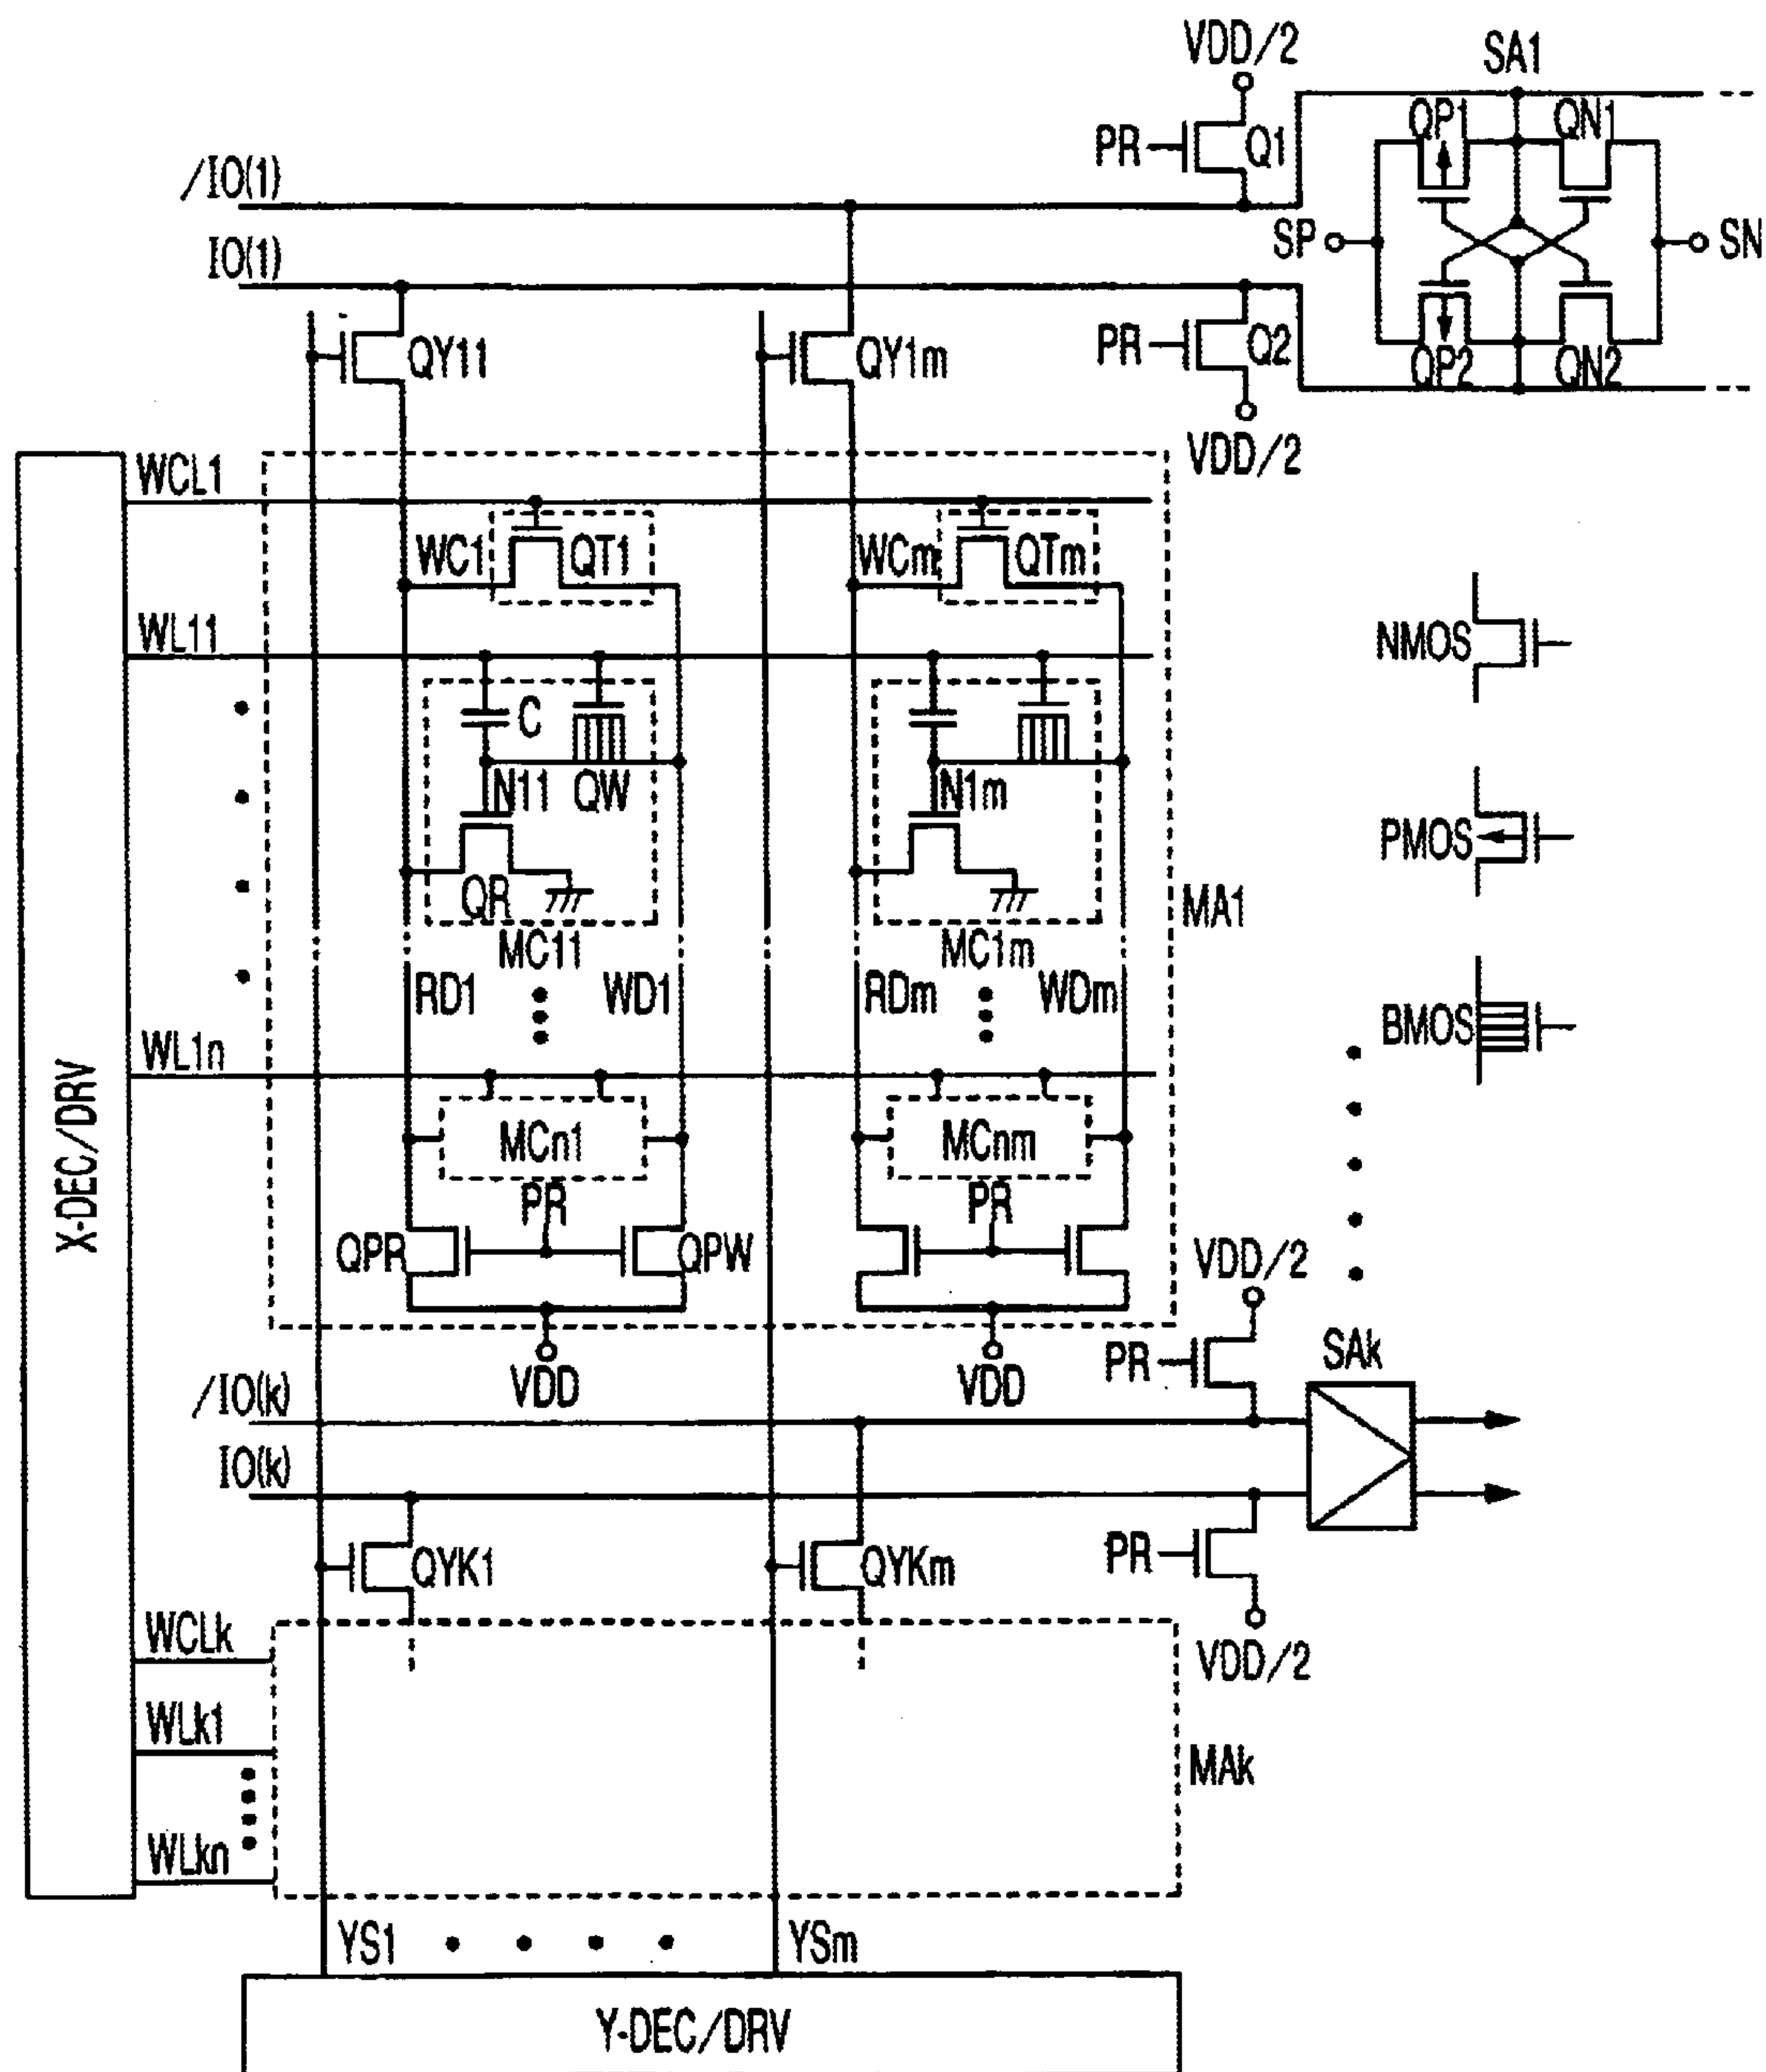 VDD/2
SA1
QP1
QN1
PR
Q1
/IO(1)
SP
SN
IO(1)
QY11
QY1m
PR
Q2
QP2
QN2
VDD/2
WCL1
WC1
QT1
WCm
QTm
WL11
NMOS
C
N11
QW
N1m
PMOS
QR
MA1
MC11
MC1m
RD1
WD1
RDm
WDm
BMOS
WL1n
X-DEC/DRV
MCn1
MCnm
PR
PR
QPR
QPW
VDD/2
PR
SAk
VDD
VDD
/IO(k)
IO(k)
QYK1
QYKm
PR
WCLk
VDD/2
WLk1
MAk
WLkn
YS1
YSm
Y-DEC/DRV